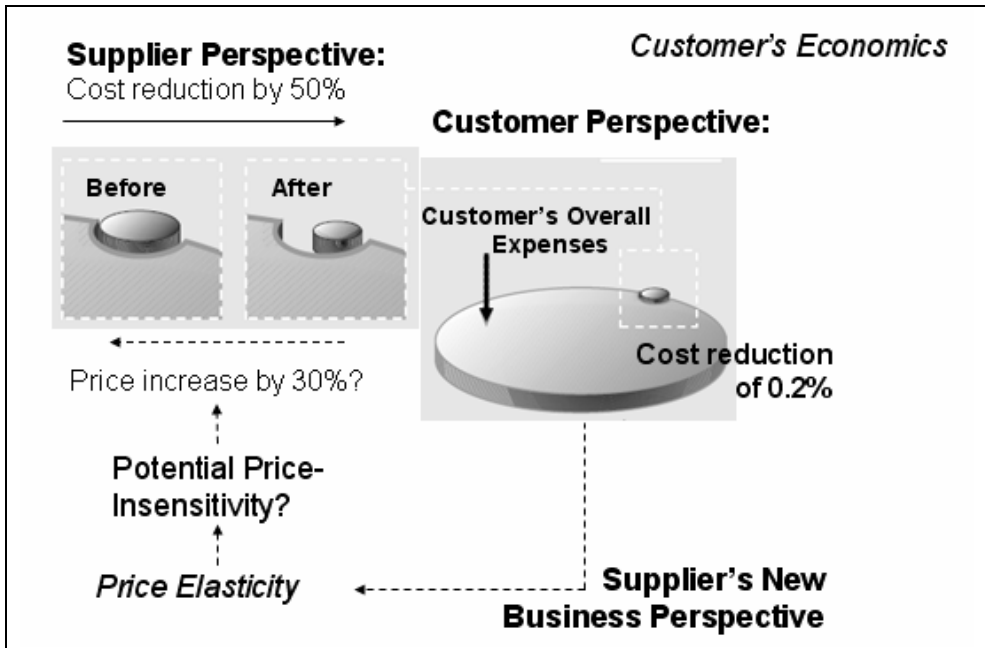 Supplier Perspective:
Cost reduction by 50%
Customer's Economics
Customer Perspective:
Before
After
Customer's Overall
Expenses
Cost reduction
of 0.2%
Price increase by 30%?
Potential Price-
Insensitivity?
Price Elasticity
Supplier's New
Business Perspective